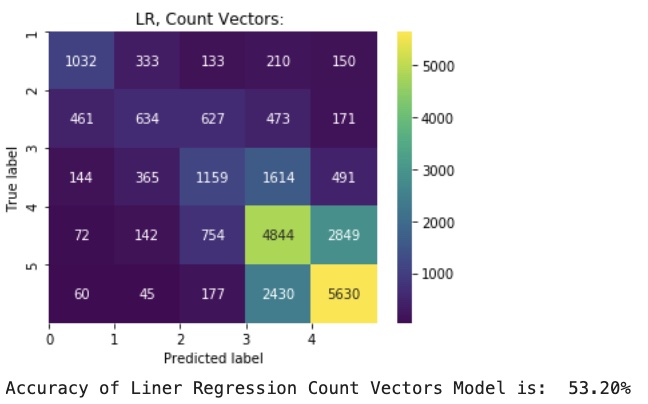 LR, Count Vectors:
1
1032 333 133 210 150
5000
2
461 634 627 473 171
4000
3
144 365 1159 1614 491
3000
True label
4
72 142 754 4844 2849
2000
5
60 45 177 2430 5630
1000
0 1 2 3 4
Predicted label
Accuracy of Liner Regression Count Vectors Model is: 53.20%